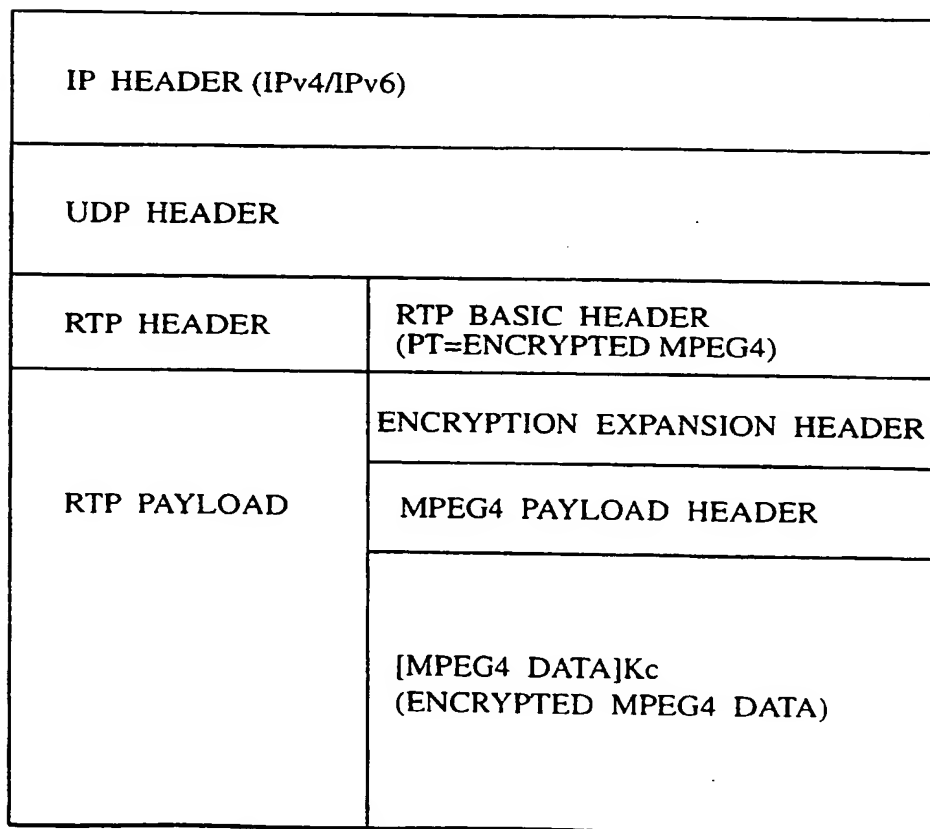 IP HEADER (IPv4/IPv6)
UDP HEADER
RTP HEADER
RTP BASIC HEADER
(PT=ENCRYPTED MPEG4)
RTP PAYLOAD
ENCRYPTION EXPANSION HEADER
MPEG4 PAYLOAD HEADER
[MPEG4 DATA]Kc
(ENCRYPTED MPEG4 DATA)